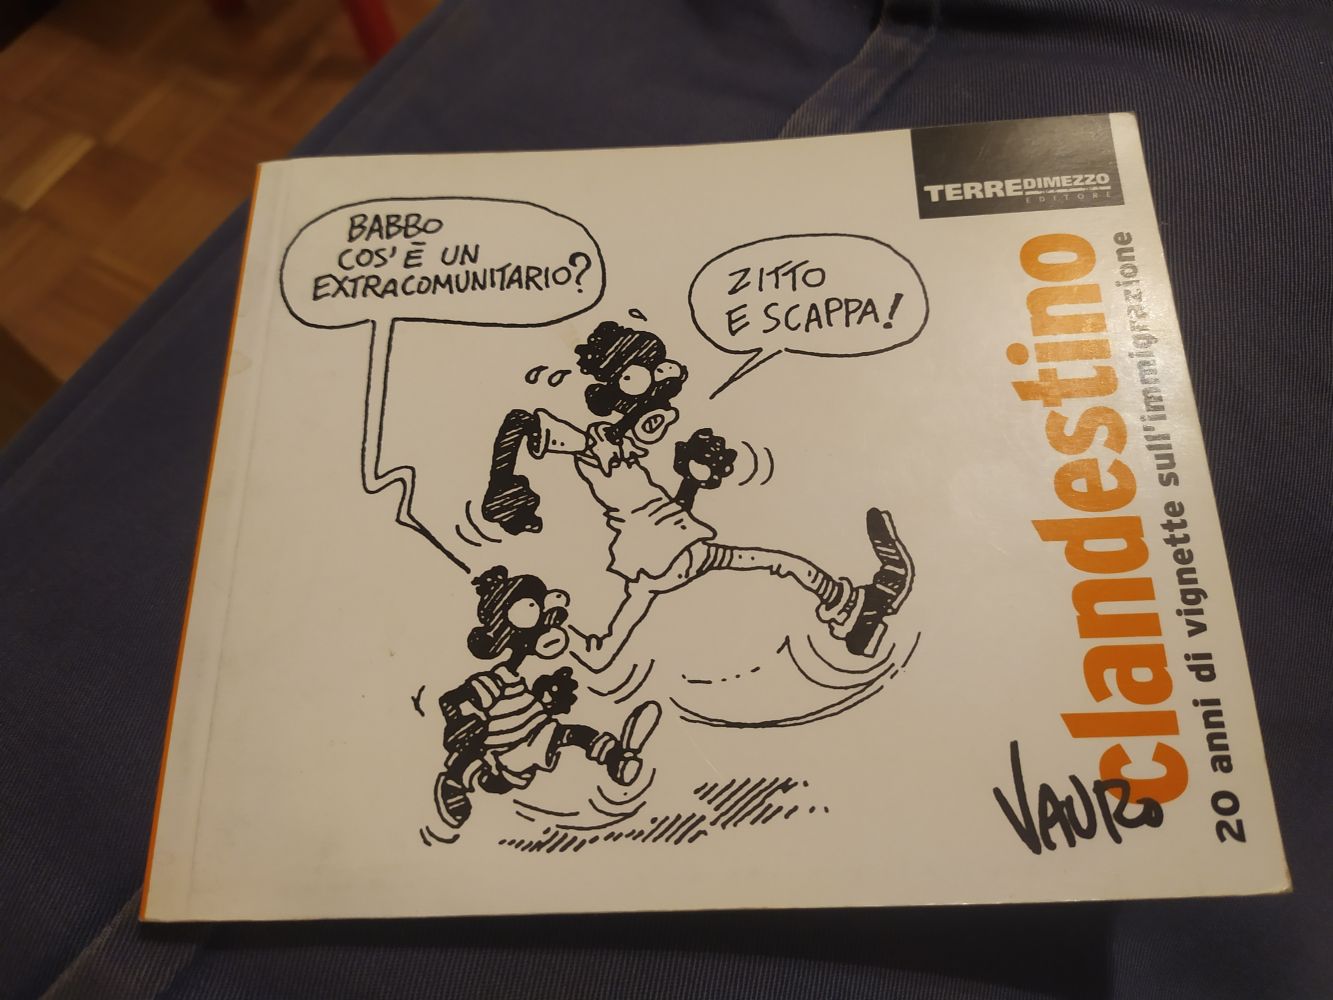 BABBO
COS' È UN
EXTRACOMUNITARIO?
ZITTO
E SCAPPA!
TERREDIMEZZO
EDITORE
clandestino
20 anni di vignette sull'immigrazione
VAURO